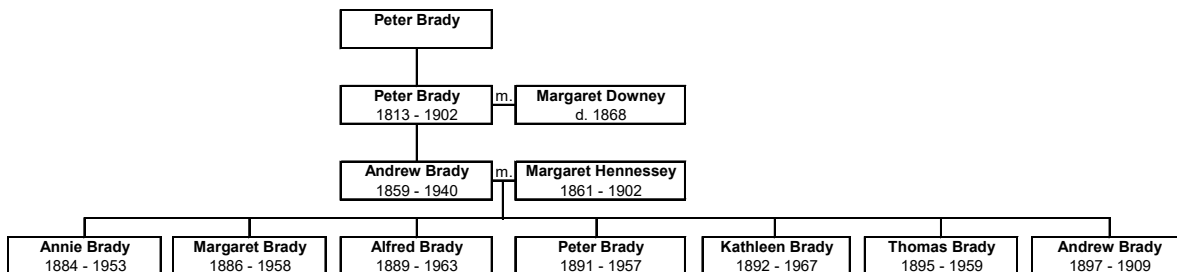 Peter Brady
Peter Brady m. Margaret Downey
1813 - 1902 d. 1868
Andrew Brady m. Margaret Hennessey
1859 - 1940 1861 - 1902
Annie Brady Margaret Brady Alfred Brady Peter Brady Kathleen Brady Thomas Brady Andrew Brady
1884 - 1953 1886 - 1958 1889 - 1963 1891 - 1957 1892 - 1967 1895 - 1959 1897 - 1909